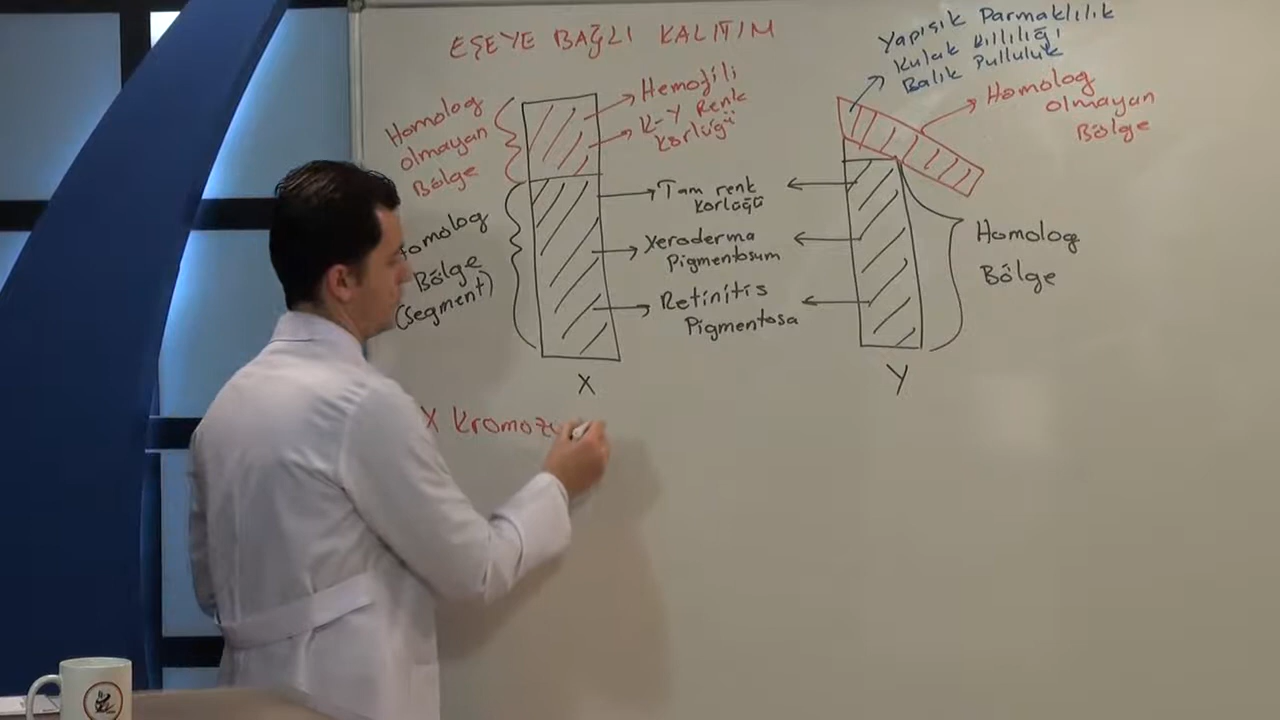 EŞEYE BAĞLI KALITIM
Homolog
olmayan
Bölge
Homolog
Bölge
(segment)
Hemofili
K-Y Renk
Körlüğü
Tam renk
Körlüğü
Xeroderma
Pigmentosum
Retinitis
Pigmentosa
X
Yapışık Parmaklılık
Kulak Kıllılığı
Balık Pulluluk
Homolog
olmayan
Bölge
Homolog
Bölge
Y
X Kromozo